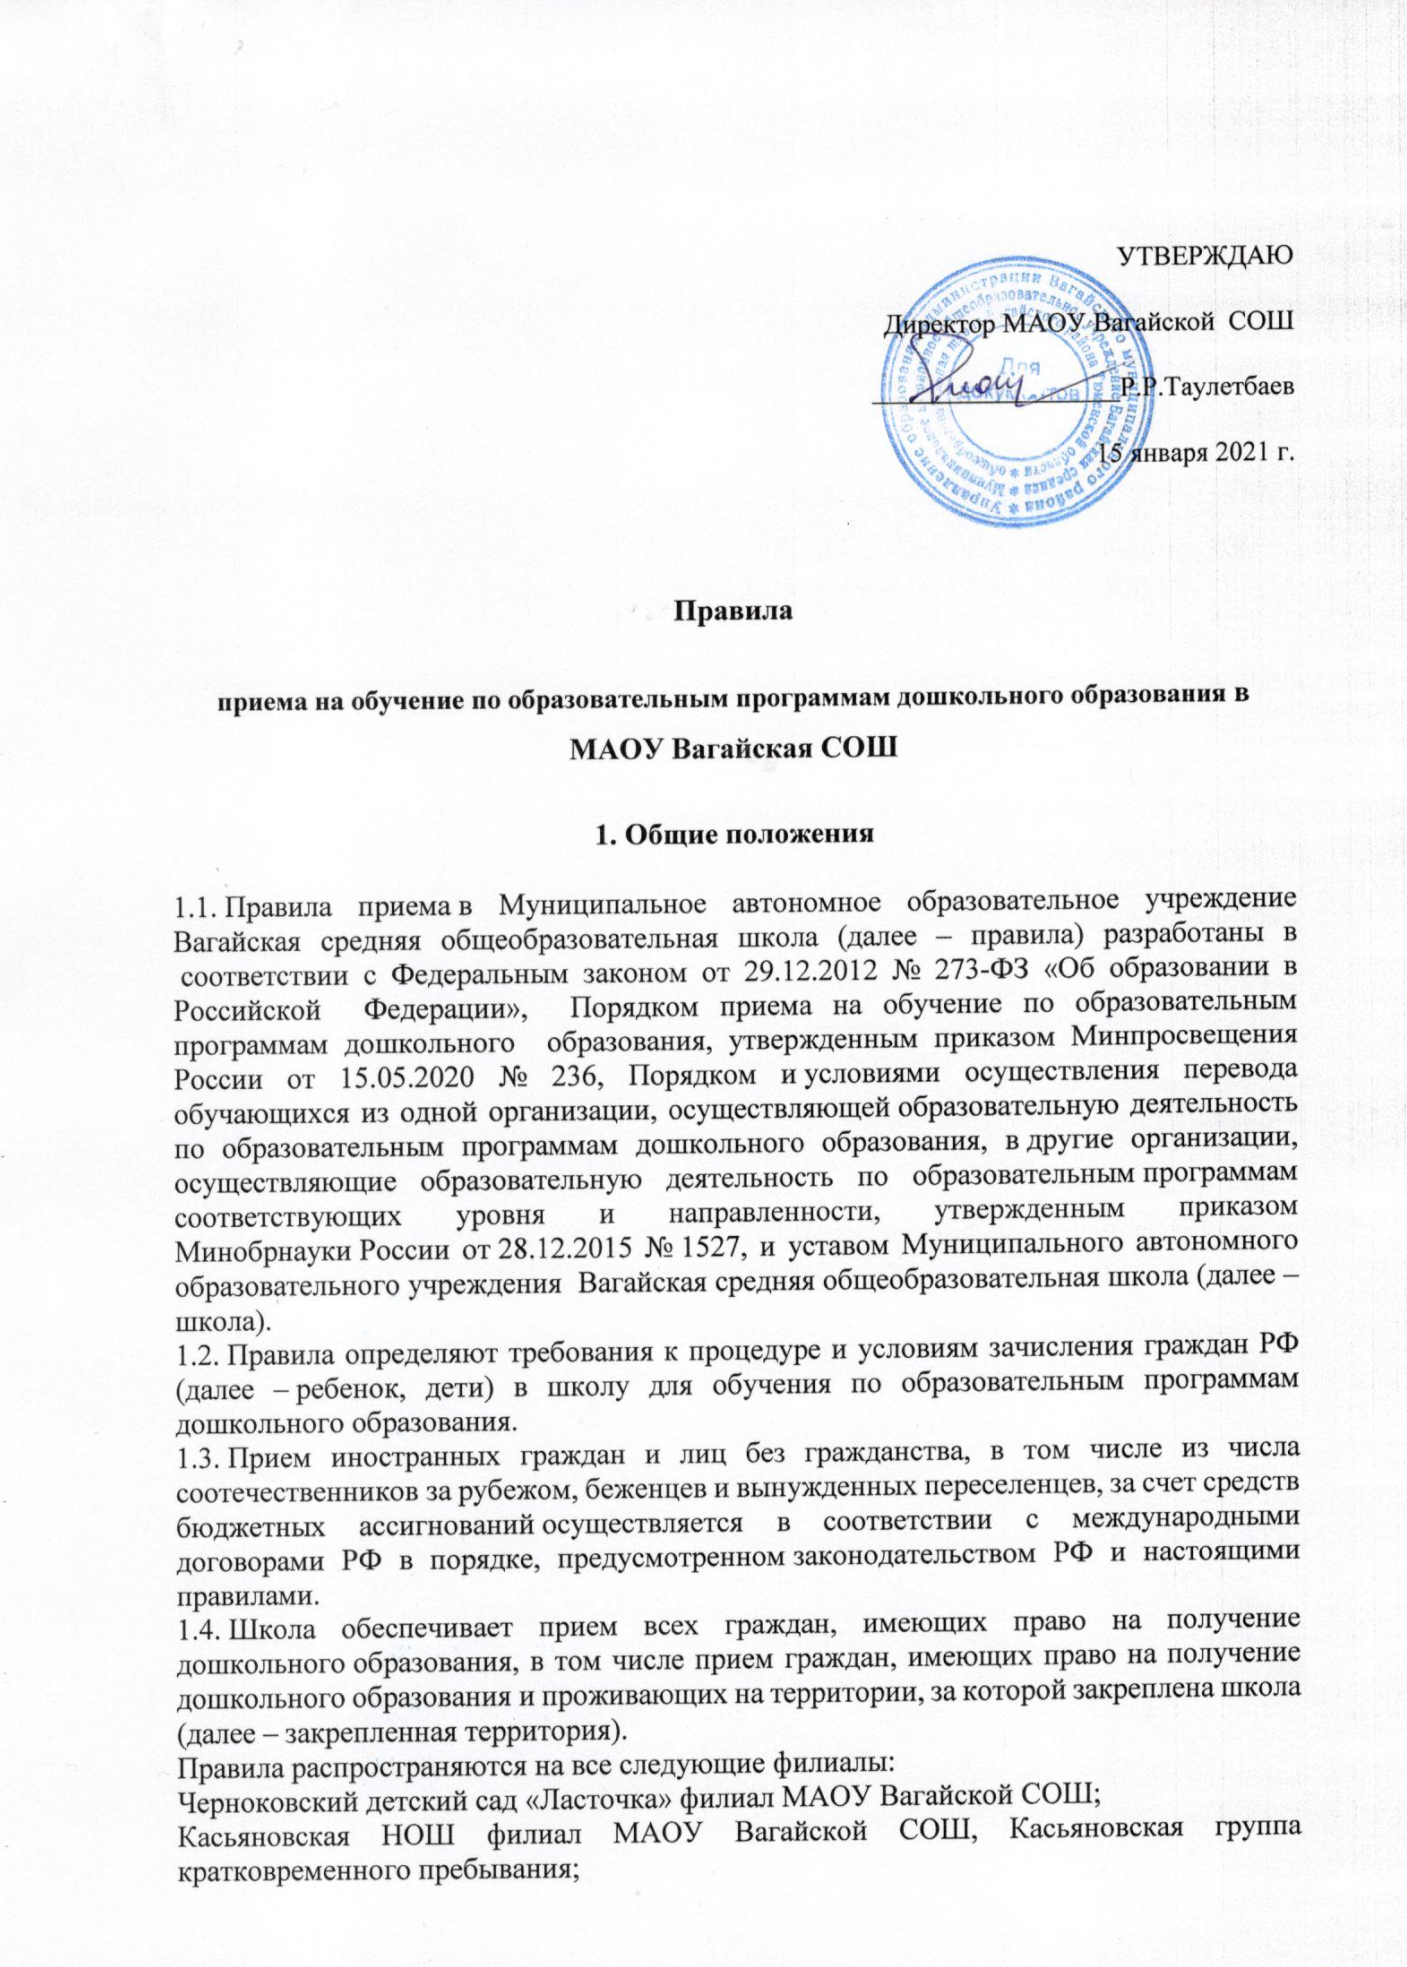 УТВЕРЖДАЮ
Директор МАОУ Вагайской СОШ
Р.Р.Таулетбаев
15 января 2021 г.
Для
документов
Правила
приема на обучение по образовательным программам дошкольного образования в
МАОУ Вагайская СОШ
1. Общие положения
1.1. Правила приема в Муниципальное автономное образовательное учреждение
Вагайская средняя общеобразовательная школа (далее – правила) разработаны в
соответствии с Федеральным законом от 29.12.2012 № 273-ФЗ «Об образовании в
Российской Федерации», Порядком приема на обучение по образовательным
программам дошкольного образования, утвержденным приказом Минпросвещения
России от 15.05.2020 № 236, Порядком и условиями осуществления перевода
обучающихся из одной организации, осуществляющей образовательную деятельность
по образовательным программам дошкольного образования, в другие организации,
осуществляющие образовательную деятельность по образовательным программам
соответствующих уровня и направленности, утвержденным приказом
Минобрнауки России от 28.12.2015 № 1527, и уставом Муниципального автономного
образовательного учреждения Вагайская средняя общеобразовательная школа (далее –
школа).
1.2. Правила определяют требования к процедуре и условиям зачисления граждан РФ
(далее – ребенок, дети) в школу для обучения по образовательным программам
дошкольного образования.
1.3. Прием иностранных граждан и лиц без гражданства, в том числе из числа
соотечественников за рубежом, беженцев и вынужденных переселенцев, за счет средств
бюджетных ассигнований осуществляется в соответствии с международными
договорами РФ в порядке, предусмотренном законодательством РФ и настоящими
правилами.
1.4. Школа обеспечивает прием всех граждан, имеющих право на получение
дошкольного образования, в том числе прием граждан, имеющих право на получение
дошкольного образования и проживающих на территории, за которой закреплена школа
(далее – закрепленная территория).
Правила распространяются на все следующие филиалы:
Черноковский детский сад «Ласточка» филиал МАОУ Вагайской СОШ;
Касьяновская НОШ филиал МАОУ Вагайской СОШ, Касьяновская группа
кратковременного пребывания;